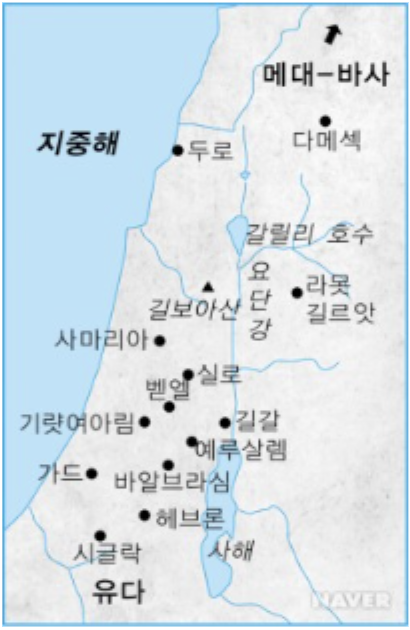 메대-바사
지중해
다메섹
두로
갈릴리 호수
요
단
강
라못
길르앗
길보아산
사마리아
실로
벧엘
기럇여아림
길갈
예루살렘
가드
바알브라심
헤브론
시글락
사해
유다
NAVER